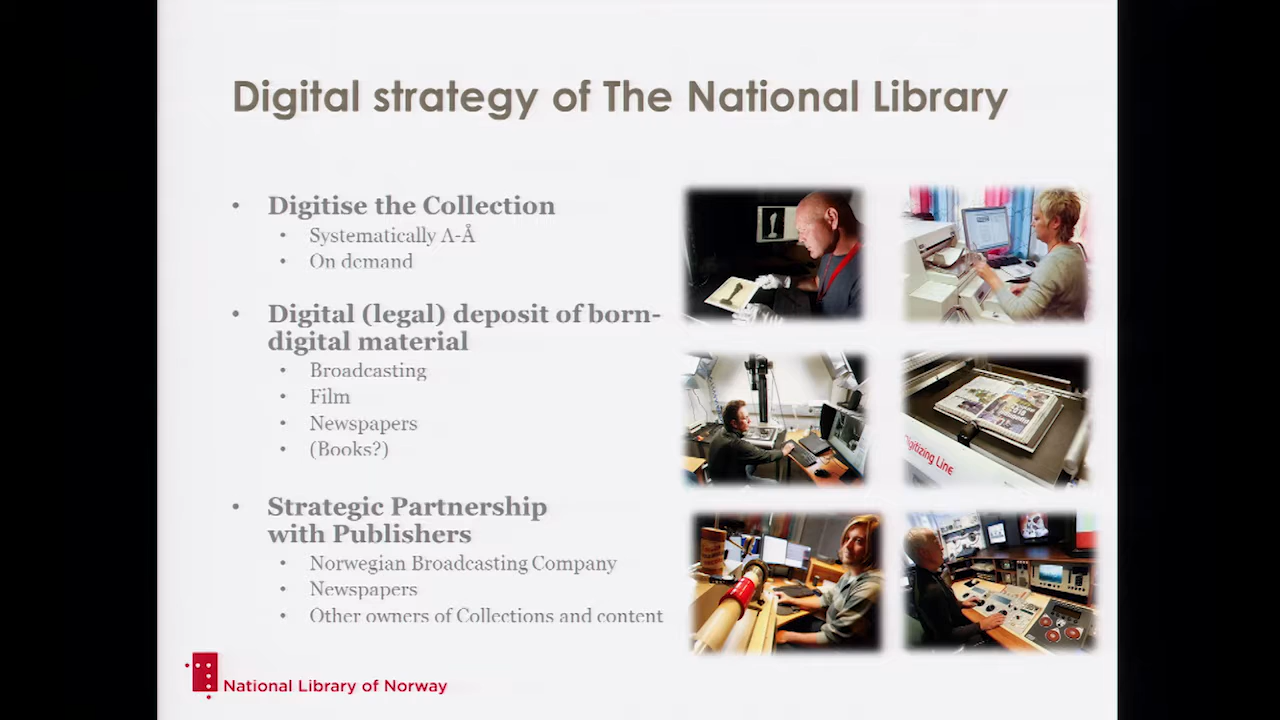 Digital strategy of The National Library
• Digitise the Collection
• Systematically A-Å
• On demand
• Digital (legal) deposit of born-
digital material
• Broadcasting
• Film
• Newspapers
• (Books?)
• Strategic Partnership
with Publishers
• Norwegian Broadcasting Company
• Newspapers
• Other owners of Collections and content
Digitizing Line
National Library of Norway